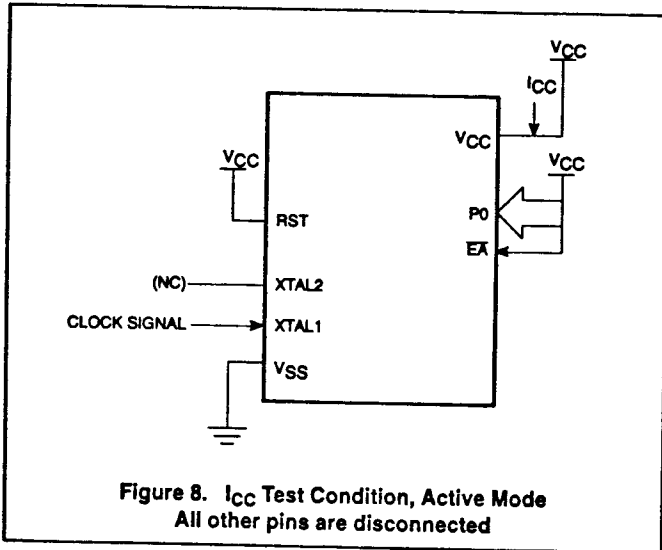 VCC
ICC
VCC
VCC
VCC
P0
RST
EA
(NC)
XTAL2
CLOCK SIGNAL
XTAL1
VSS
Figure 8. ICC Test Condition, Active Mode
All other pins are disconnected